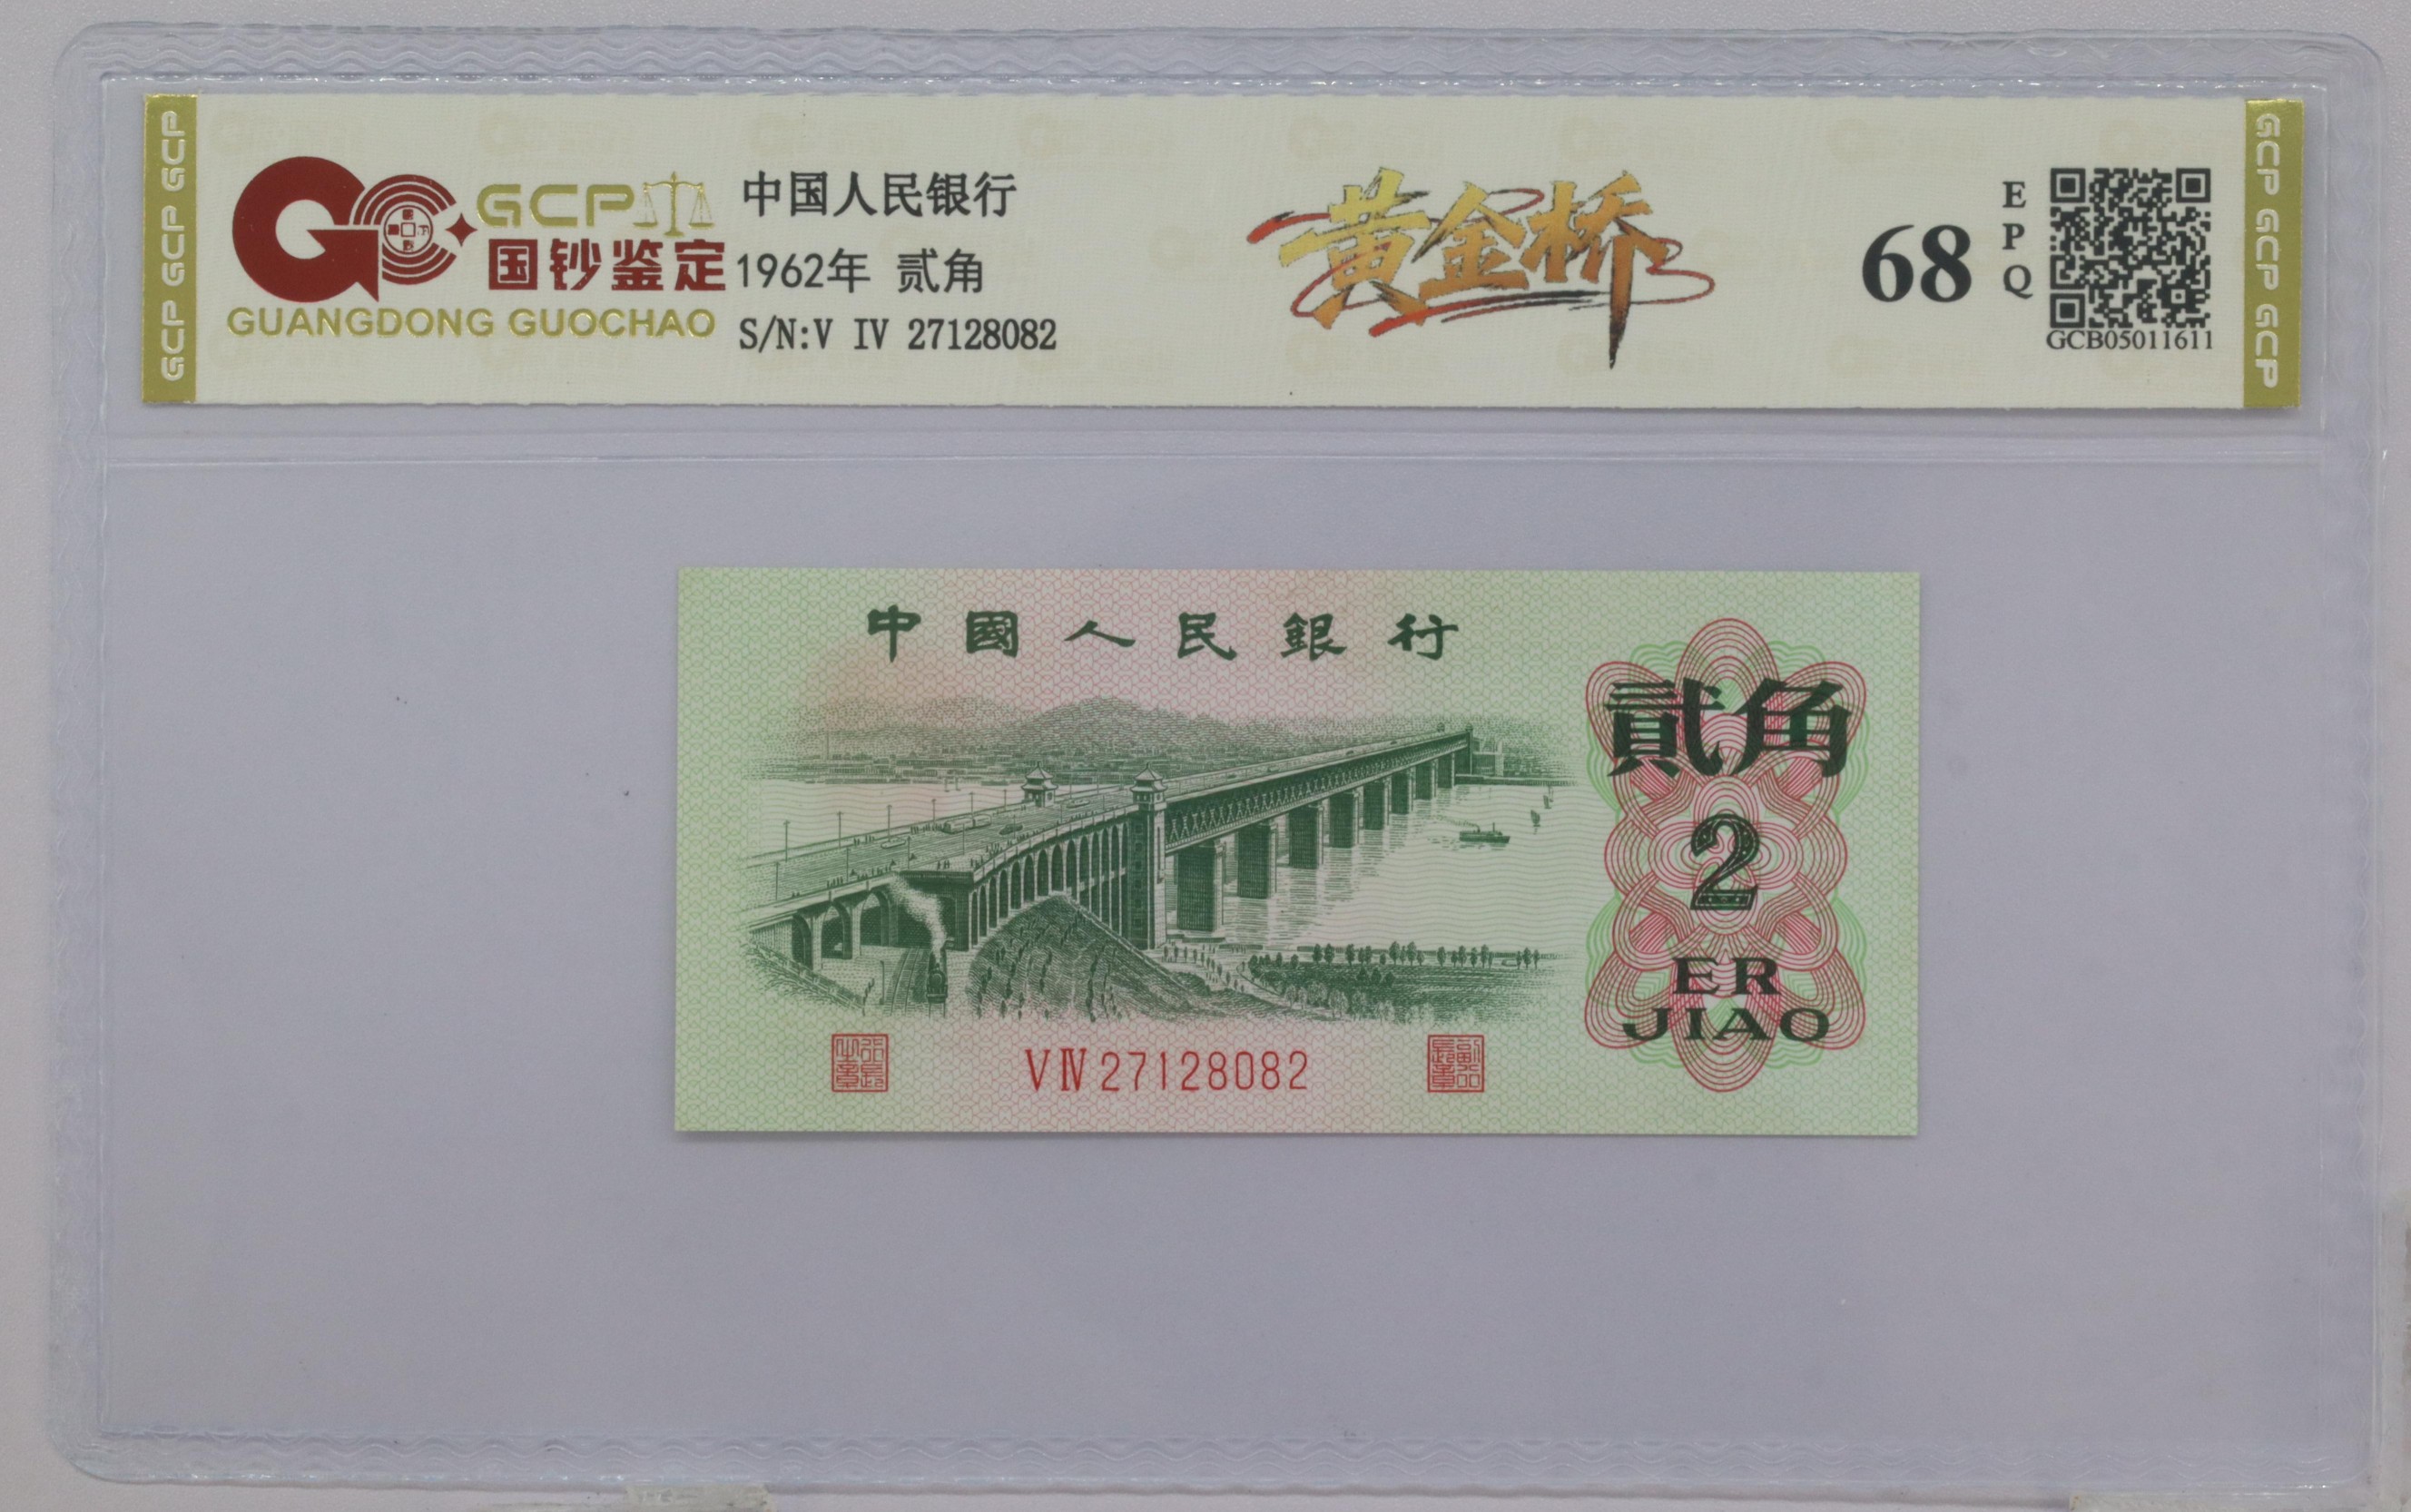 GCP GCP GCP
GCP
国钞鉴定
GUANGDONG GUOCHAO
中国人民银行
1962年 贰角
S/N:V IV 27128082
黄金桥
68
EPQ
GCB05011611
GCP GCP GCP
中國人民銀行
貳角
2
ER
JIAO
VⅣ27128082